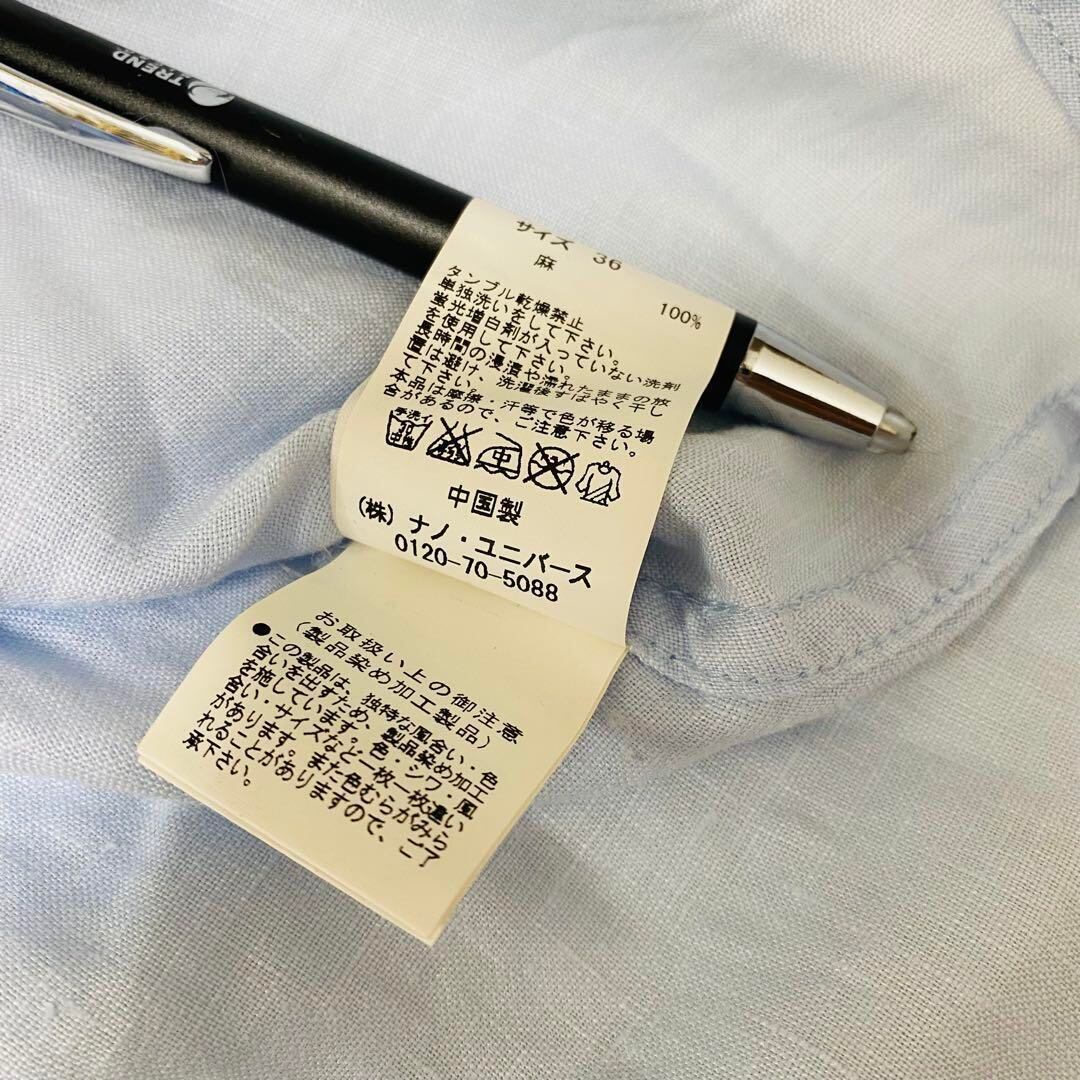 TREND
サイズ 36
麻 100%
タンブル乾燥禁止
単独洗いをして下さい。
蛍光増白剤が入っていない洗剤
を使用して下さい。
長時間の浸漬や濡れたままの放
置は避け、洗濯後すばやく干し
て下さい。
本品は摩擦・汗等で色が移る場
合があるので、ご注意下さい。
手洗イ
30
中性
中
中国製
(株) ナノ・ユニバース
0120-70-5088
お取扱い上の御注意
(製品染め加工製品)
●この製品は、独特な風合い・色
合いを出すため、製品染め加工
を施しています。色・シワ・風
合い・サイズなど一枚一枚違い
があります。また色むらがみら
れることがありますので、ご了
承下さい。